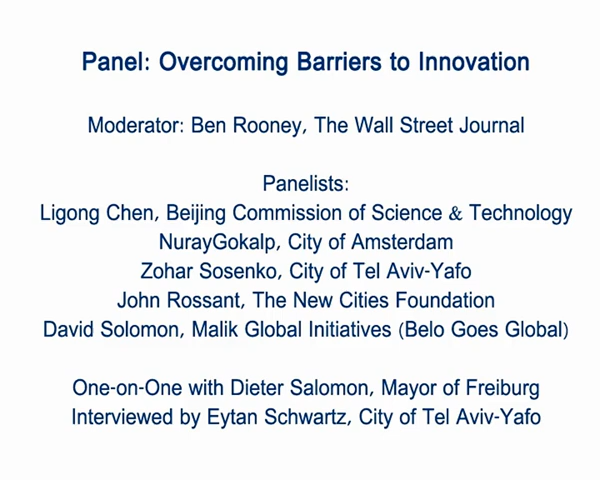 Panel: Overcoming Barriers to Innovation
Moderator: Ben Rooney, The Wall Street Journal
Panelists:
Ligong Chen, Beijing Commission of Science & Technology
NurayGokalp, City of Amsterdam
Zohar Sosenko, City of Tel Aviv-Yafo
John Rossant, The New Cities Foundation
David Solomon, Malik Global Initiatives (Belo Goes Global)
One-on-One with Dieter Salomon, Mayor of Freiburg
Interviewed by Eytan Schwartz, City of Tel Aviv-Yafo